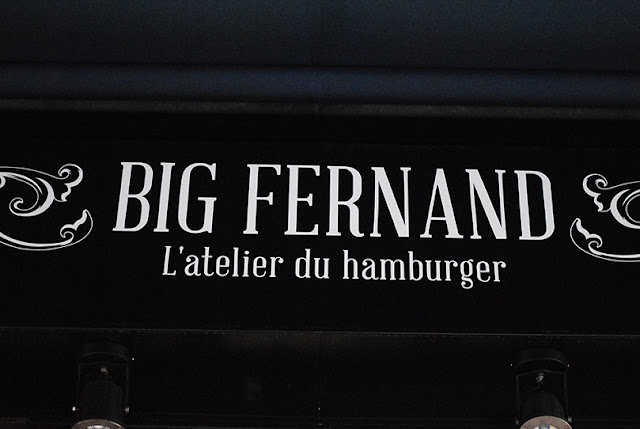 BIG FERNAND
L'atelier du hamburger